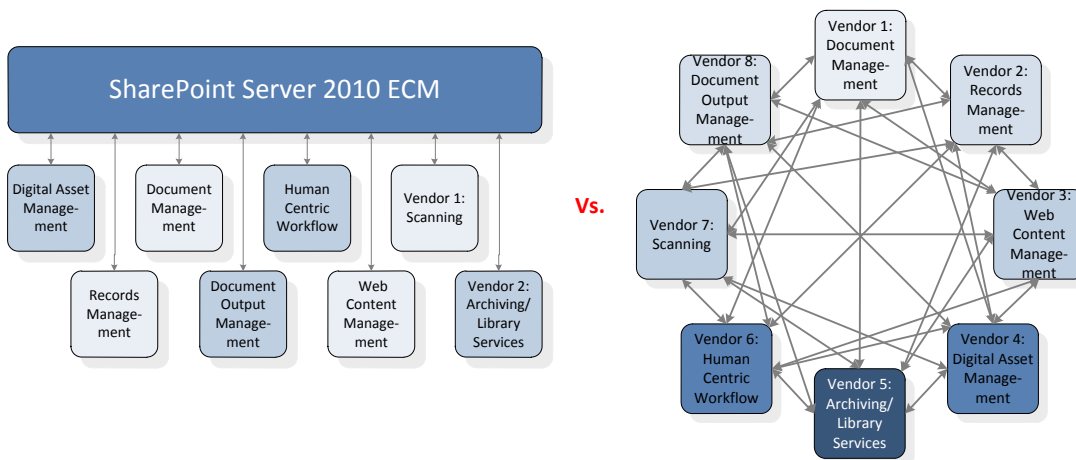 SharePoint Server 2010 ECM
Digital Asset
Manage-
ment
Document
Manage-
ment
Human
Centric
Workflow
Vendor 1:
Scanning
Records
Manage-
ment
Document
Output
Manage-
ment
Web
Content
Manage-
ment
Vendor 2:
Archiving/
Library
Services
Vs.
Vendor 1:
Document
Manage-
ment
Vendor 2:
Records
Manage-
ment
Vendor 3:
Web
Content
Manage-
ment
Vendor 4:
Digital Asset
Manage-
ment
Vendor 5:
Archiving/
Library
Services
Vendor 6:
Human
Centric
Workflow
Vendor 7:
Scanning
Vendor 8:
Document
Output
Manage-
ment